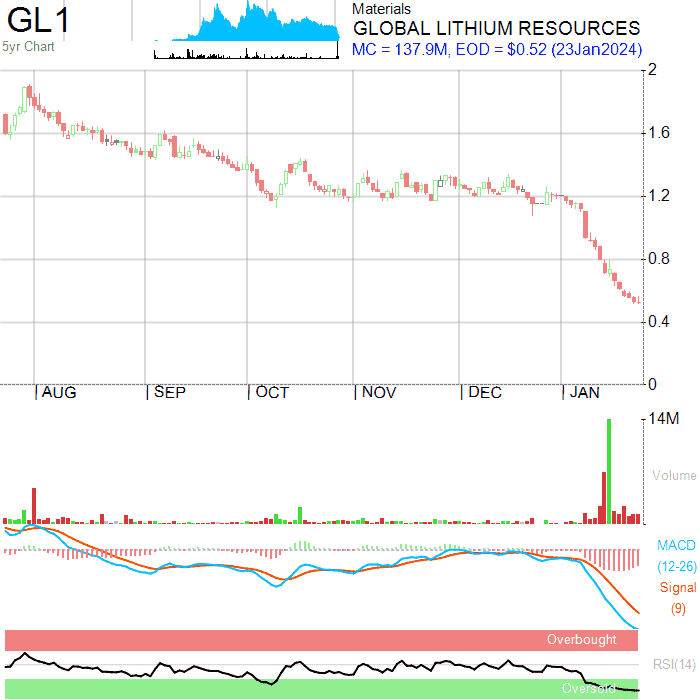 GL1
5yr Chart
Materials
GLOBAL LITHIUM RESOURCES
MC = 137.9M, EOD = $0.52 (23Jan2024)
2
1.6
1.2
0.8
0.4
0
AUG SEP OCT NOV DEC JAN
14M
Volume
MACD
(12-26)
Signal
(9)
Overbought
RSI(14)
Oversold